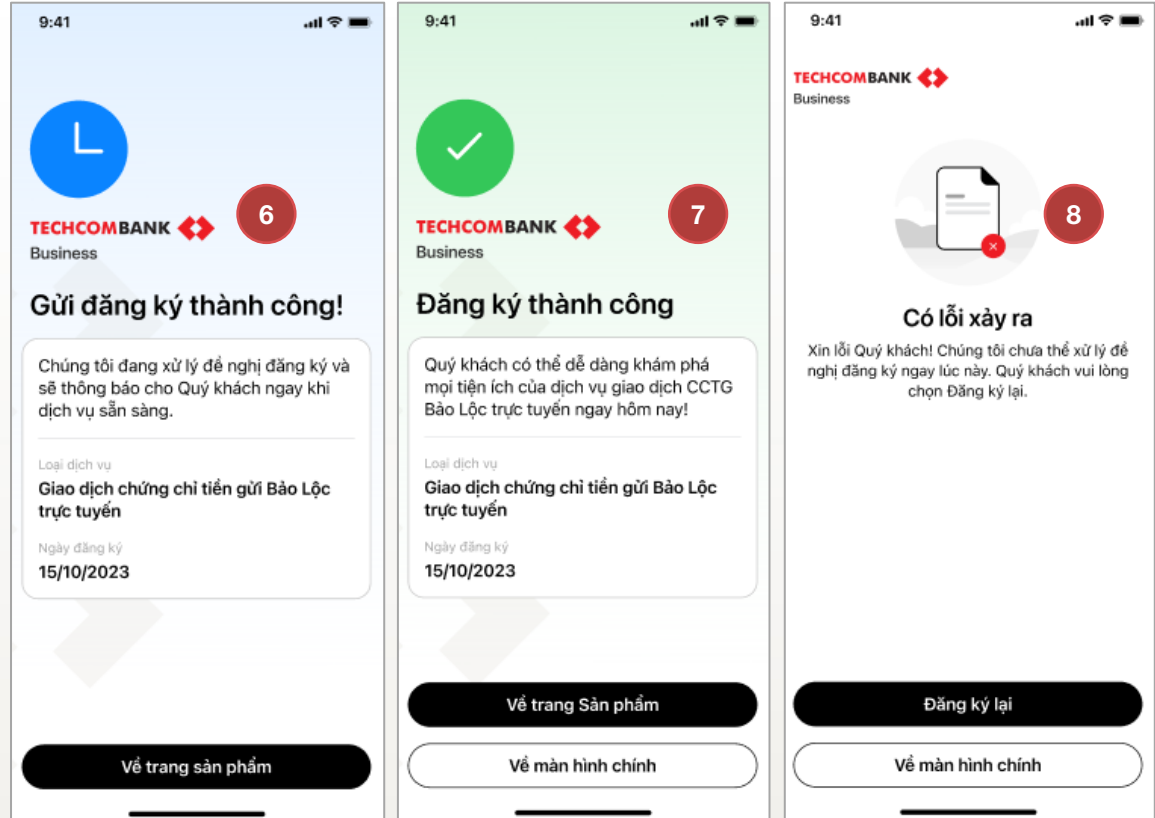 9:41
TECHCOMBANK
Business
6
Gửi đăng ký thành công!
Chúng tôi đang xử lý đề nghị đăng ký và
sẽ thông báo cho Quý khách ngay khi
dịch vụ sẵn sàng.
Loại dịch vụ
Giao dịch chứng chỉ tiền gửi Bảo Lộc
trực tuyến
Ngày đăng ký
15/10/2023
Về trang sản phẩm
9:41
TECHCOMBANK
Business
7
Đăng ký thành công
Quý khách có thể dễ dàng khám phá
mọi tiện ích của dịch vụ giao dịch CCTG
Bảo Lộc trực tuyến ngay hôm nay!
Loại dịch vụ
Giao dịch chứng chỉ tiền gửi Bảo Lộc
trực tuyến
Ngày đăng ký
15/10/2023
Về trang Sản phẩm
Về màn hình chính
9:41
TECHCOMBANK
Business
8
Có lỗi xảy ra
Xin lỗi Quý khách! Chúng tôi chưa thể xử lý đề
nghị đăng ký ngay lúc này. Quý khách vui lòng
chọn Đăng ký lại.
Đăng ký lại
Về màn hình chính